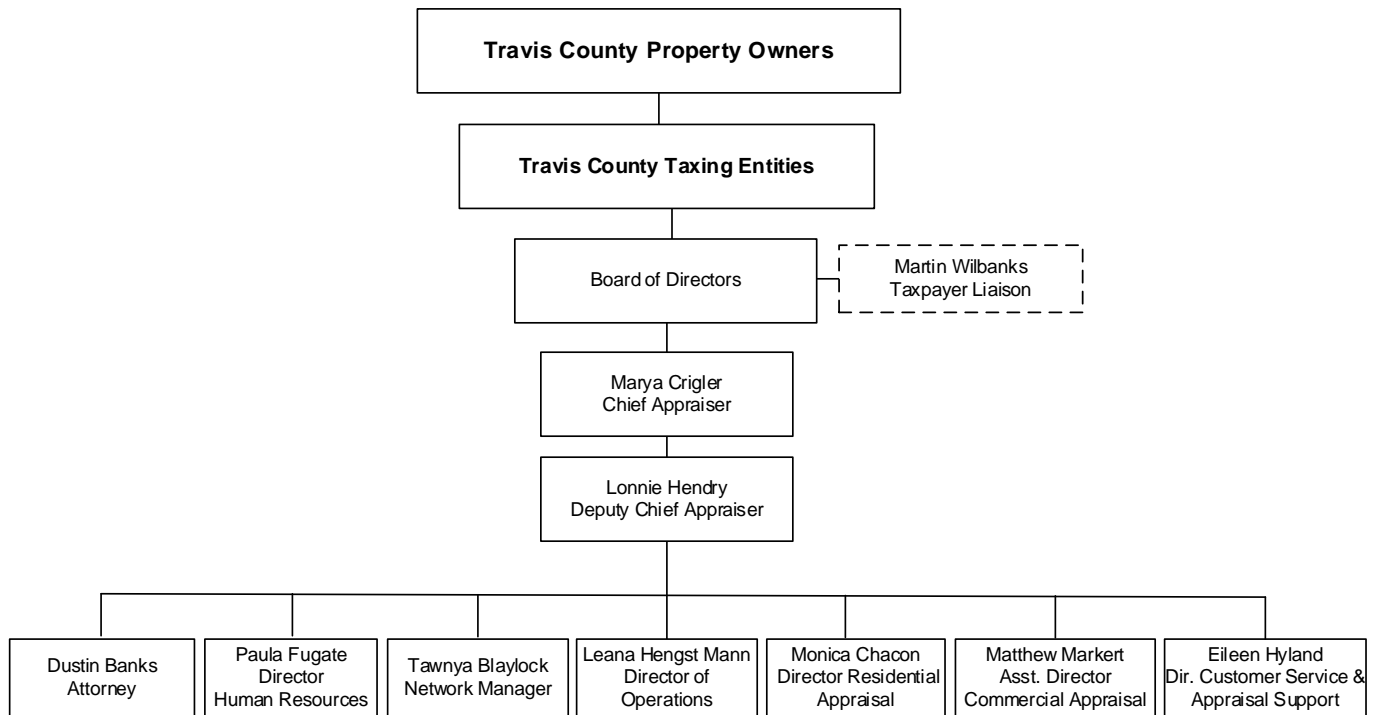 Travis County Property Owners
Travis County Taxing Entities
Board of Directors
Martin Wilbanks
Taxpayer Liaison
Marya Crigler
Chief Appraiser
Lonnie Hendry
Deputy Chief Appraiser
Dustin Banks
Attorney
Paula Fugate
Director
Human Resources
Tawnya Blaylock
Network Manager
Leana Hengst Mann
Director of
Operations
Monica Chacon
Director Residential
Appraisal
Matthew Markert
Asst. Director
Commercial Appraisal
Eileen Hyland
Dir. Customer Service &
Appraisal Support